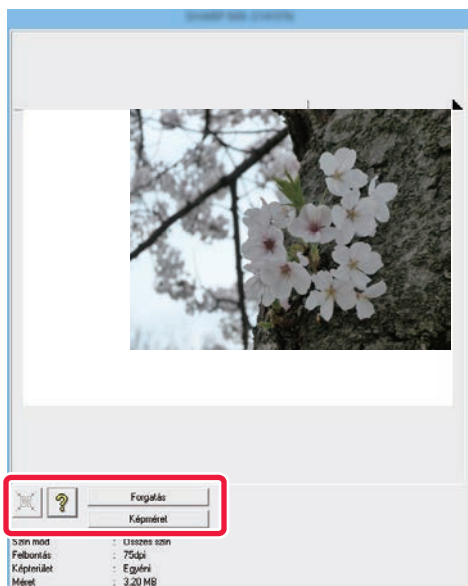 ?
Forgatás
Képméret
Szín mód : Összes szín
Felbontás : 75dpi
Képterület : Egyéni
Méret : 3.20 MB